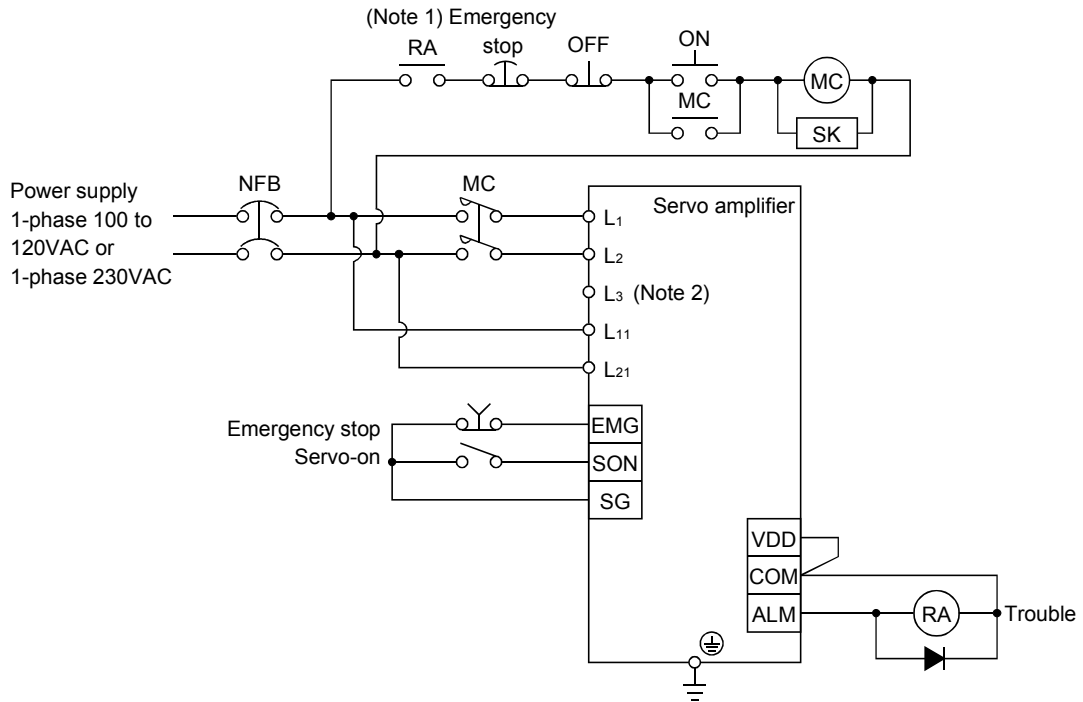 (Note 1) Emergency
stop
RA
OFF
ON
MC
MC
SK
Power supply
1-phase 100 to
120VAC or
1-phase 230VAC
NFB
MC
Servo amplifier
L1
L2
L3 (Note 2)
L11
L21
Emergency stop
Servo-on
EMG
SON
SG
VDD
COM
ALM
RA
Trouble